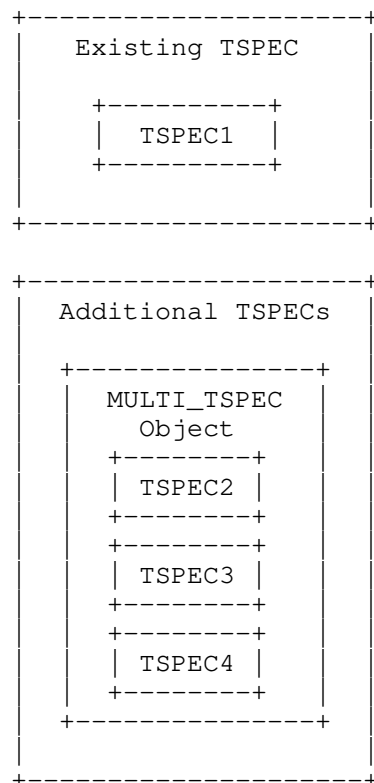 Existing TSPEC
TSPEC1
Additional TSPECs
MULTI_TSPEC
Object
TSPEC2
TSPEC3
TSPEC4